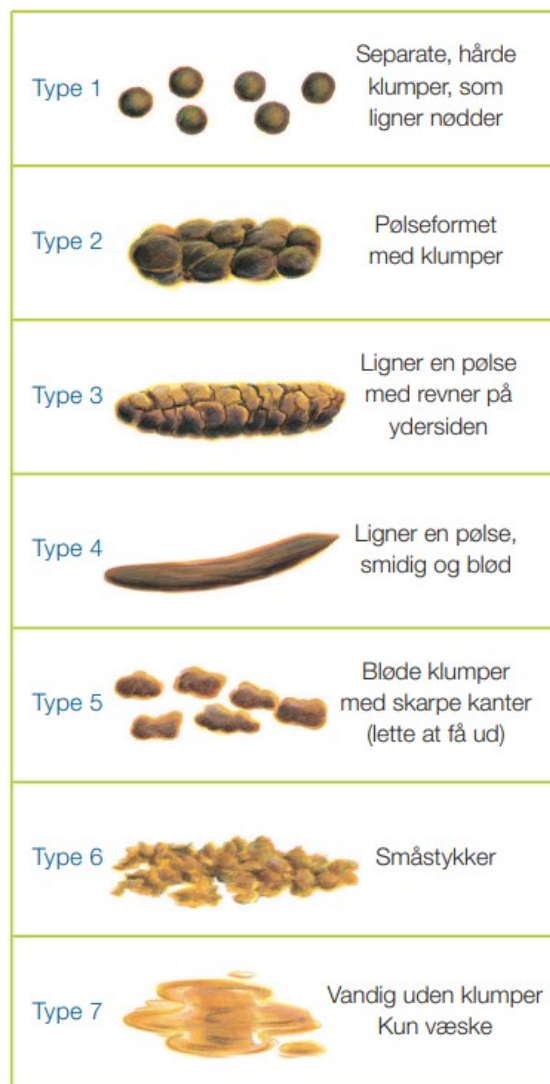 Type 1
Separate, hårde
klumper, som
ligner nødder
Type 2
Pølseformet
med klumper
Type 3
Ligner en pølse
med revner på
ydersiden
Type 4
Ligner en pølse,
smidig og blød
Type 5
Bløde klumper
med skarpe kanter
(lette at få ud)
Type 6
Småstykker
Type 7
Vandig uden klumper
Kun væske